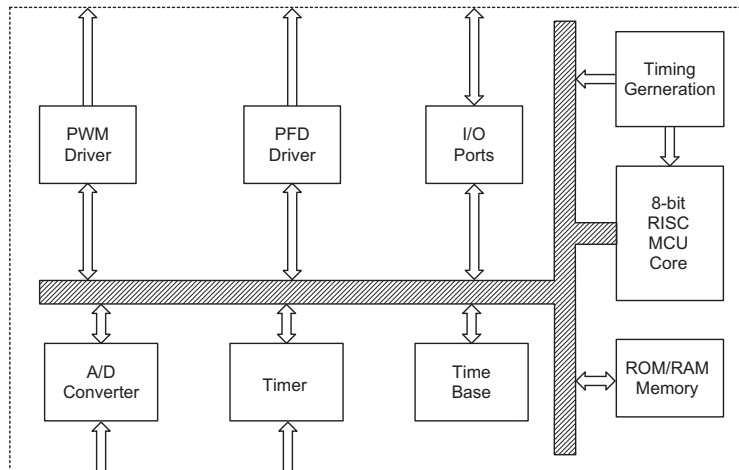 PWM
Driver
PFD
Driver
I/O
Ports
Timing
Gerneration
8-bit
RISC
MCU
Core
A/D
Converter
Timer
Time
Base
ROM/RAM
Memory